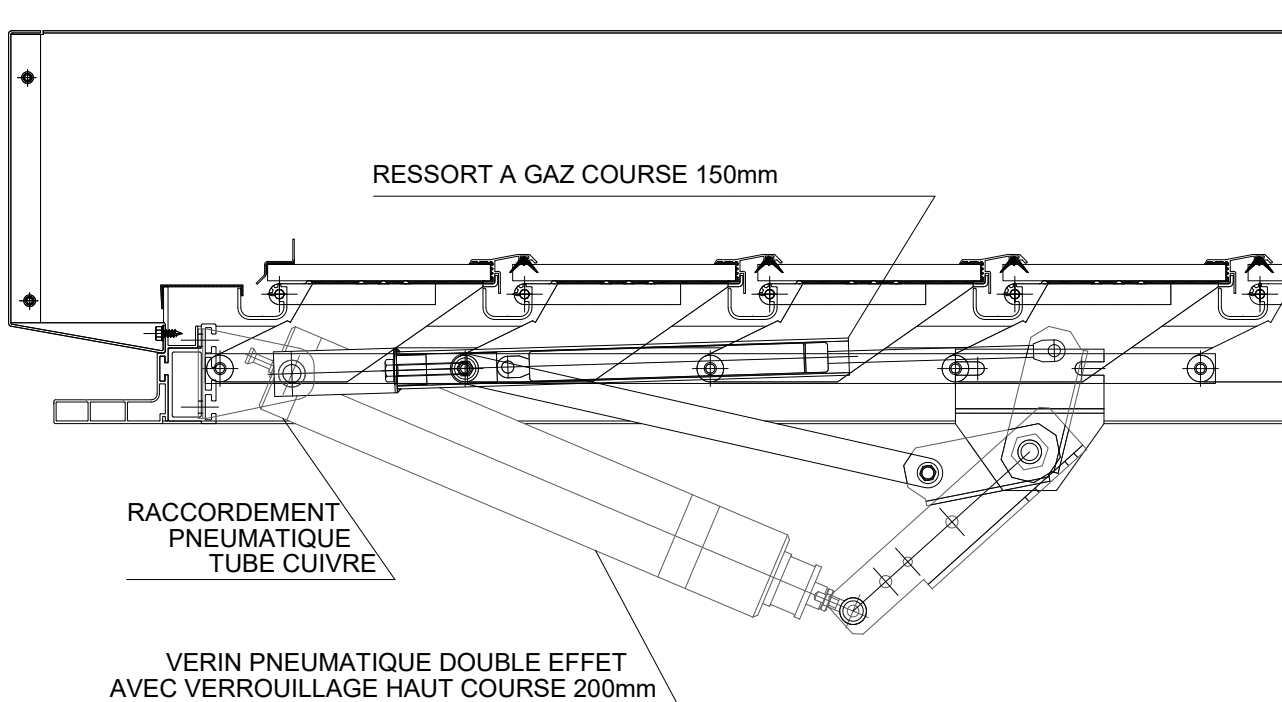 RESSORT A GAZ COURSE 150mm
RACCORDEMENT
PNEUMATIQUE
TUBE CUIVRE
VERIN PNEUMATIQUE DOUBLE EFFET
AVEC VERROUILLAGE HAUT COURSE 200mm